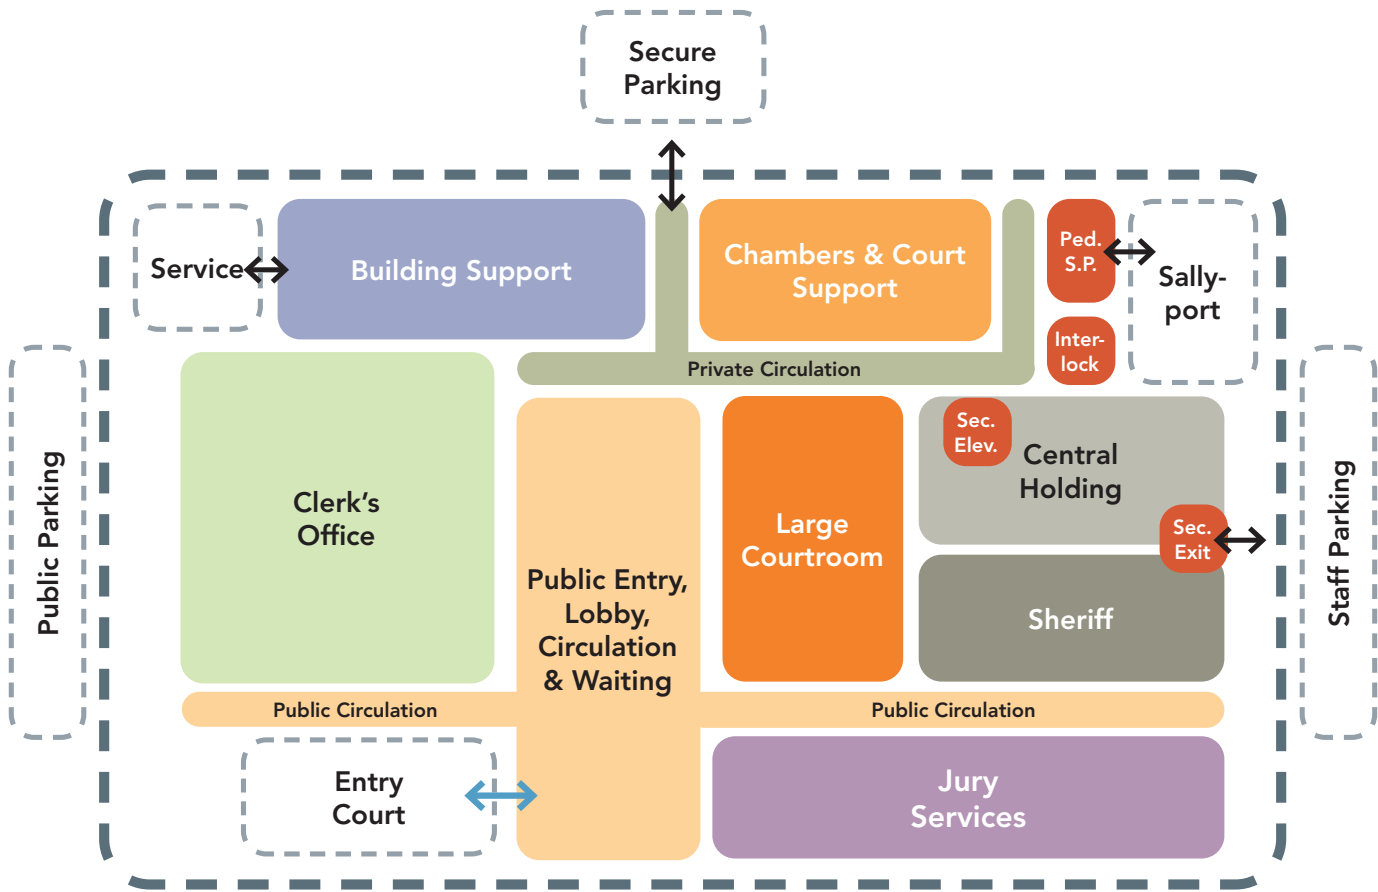 Secure
Parking
Service
Building Support
Chambers & Court
Support
Ped.
S.P.
Sally-
port
Inter-
lock
Private Circulation
Public Parking
Clerk's
Office
Public Entry,
Lobby,
Circulation
& Waiting
Large
Courtroom
Sec.
Elev.
Central
Holding
Sec.
Exit
Sheriff
Staff Parking
Public Circulation
Public Circulation
Entry
Court
Jury
Services